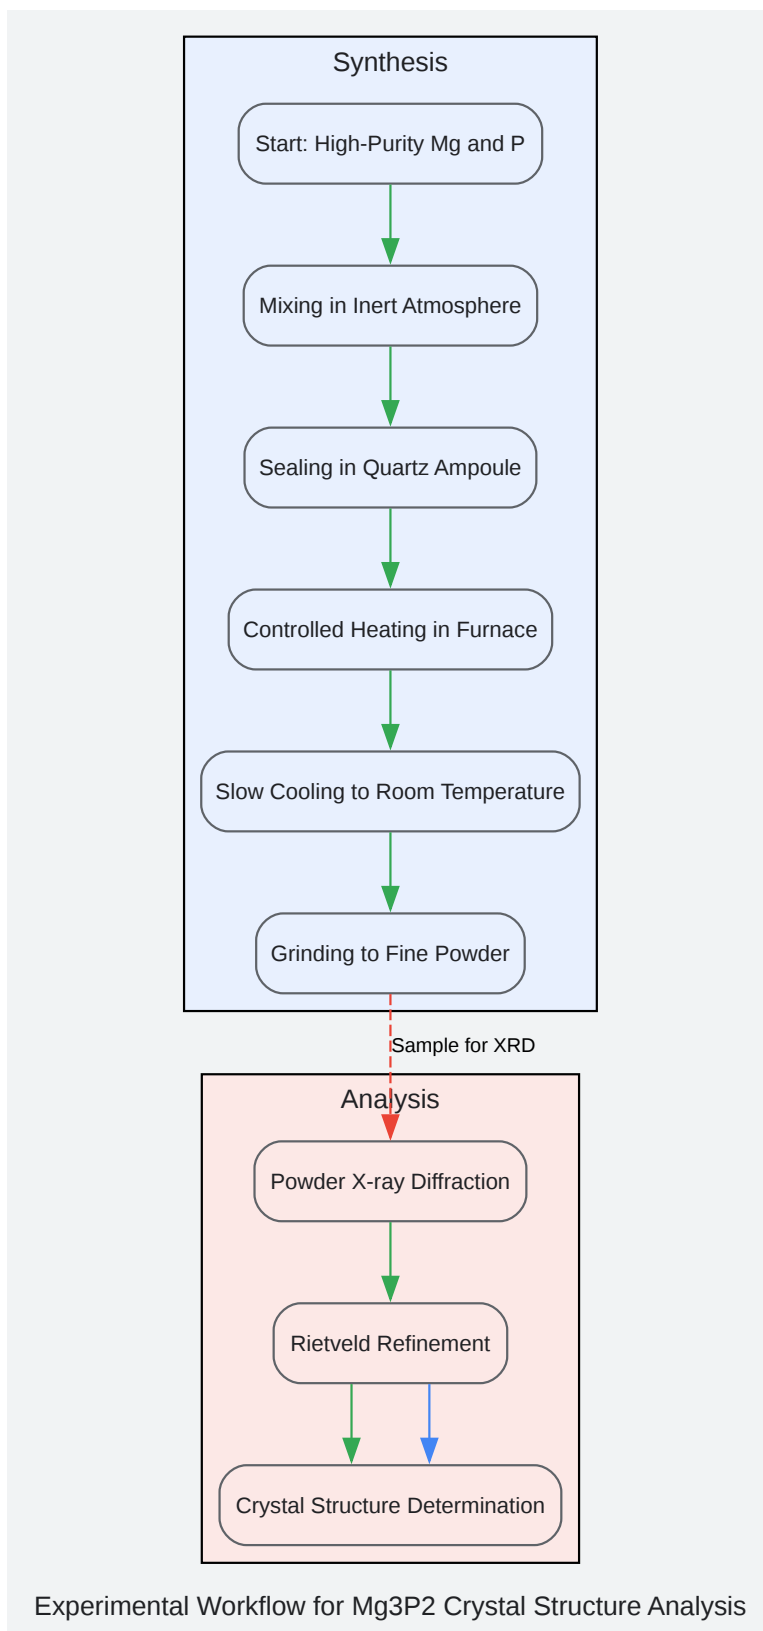 Synthesis
Start: High-Purity Mg and P
Mixing in Inert Atmosphere
Sealing in Quartz Ampoule
Controlled Heating in Furnace
Slow Cooling to Room Temperature
Grinding to Fine Powder
Sample for XRD
Analysis
Powder X-ray Diffraction
Rietveld Refinement
Crystal Structure Determination
Experimental Workflow for Mg3P2 Crystal Structure Analysis